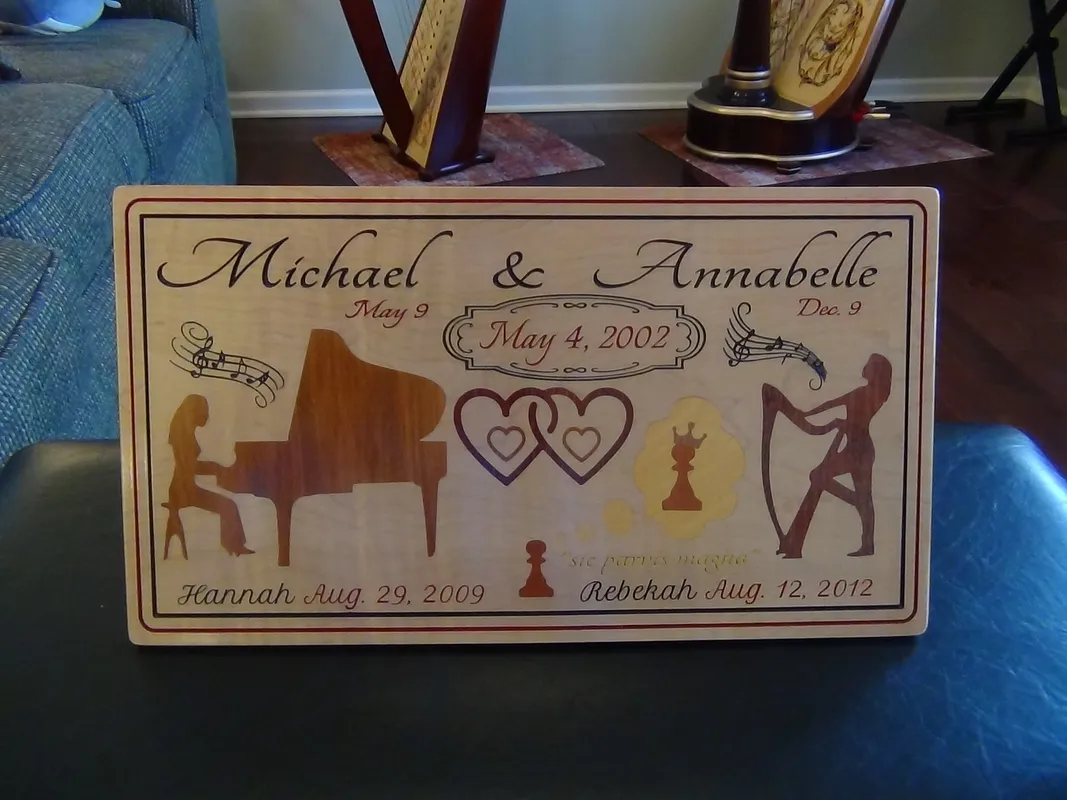 Michael & Annabelle
May 9
Dec. 9
May 4, 2002
"sic parvis magna"
Hannah Aug. 29, 2009
Rebekah Aug. 12, 2012